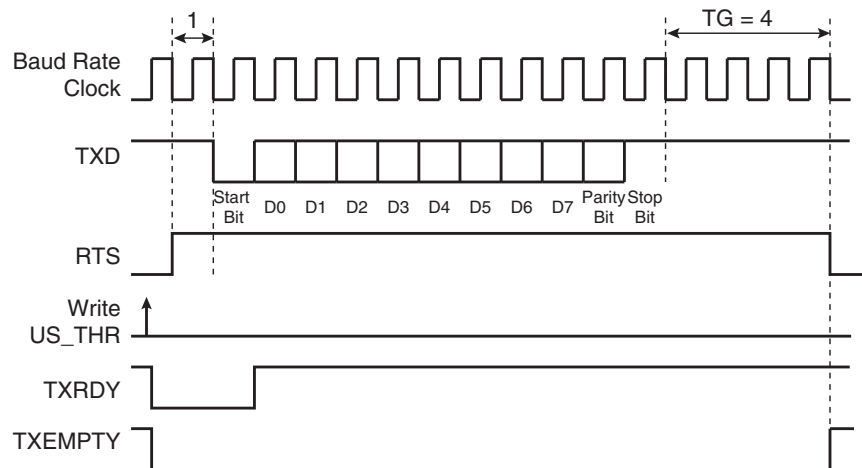 1
TG = 4
Baud Rate
Clock
TXD
Start
Bit
D0
D1
D2
D3
D4
D5
D6
D7
Parity
Bit
Stop
Bit
RTS
Write
US_THR
TXRDY
TXEMPTY